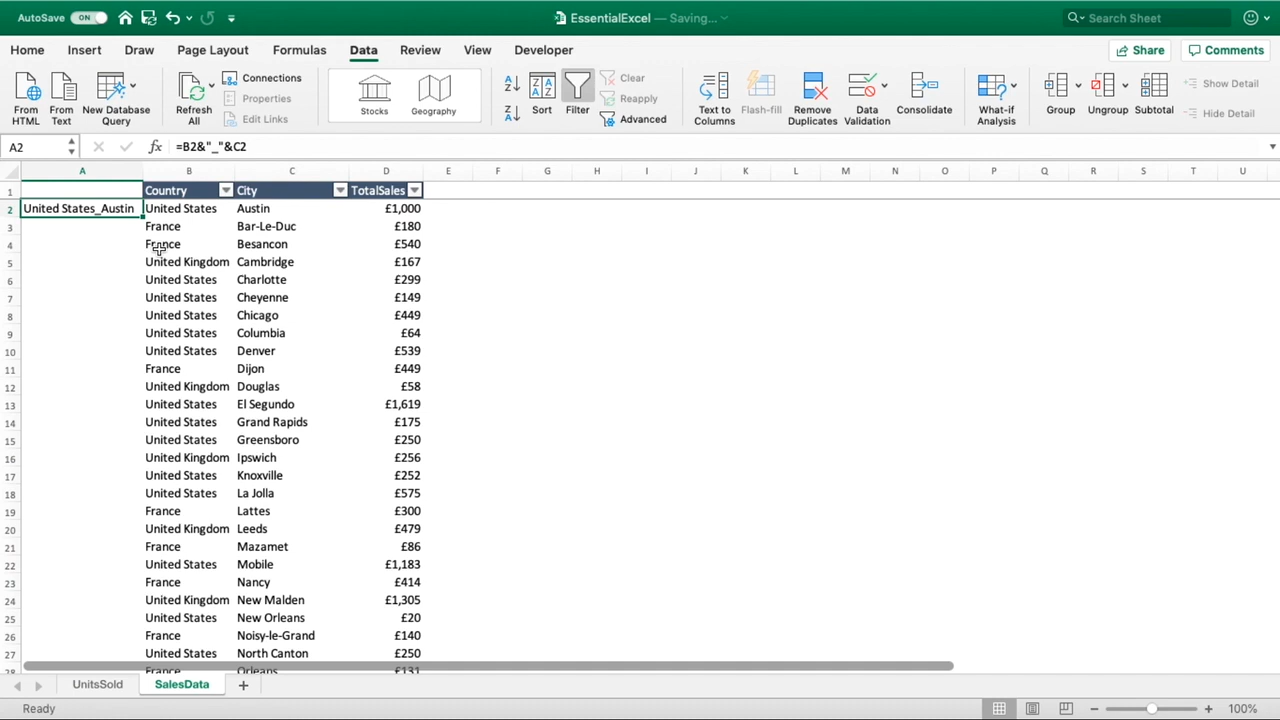 AutoSave ON EssentialExcel — Saving... Search Sheet
Home Insert Draw Page Layout Formulas Data Review View Developer Share Comments
From HTML From Text New Database Query Refresh All Connections Properties Edit Links Stocks Geography Sort Filter Clear Reapply Advanced Text to Columns Flash-fill Remove Duplicates Data Validation Consolidate What-if Analysis Group Ungroup Subtotal Show Detail Hide Detail
A2 fx =B2&"_"&C2
A B C D E F G H I J K L M N O P Q R S T U
1 Country City TotalSales
2 United States_Austin United States Austin £1,000
3 France Bar-Le-Duc £180
4 France Besancon £540
5 United Kingdom Cambridge £167
6 United States Charlotte £299
7 United States Cheyenne £149
8 United States Chicago £449
9 United States Columbia £64
10 United States Denver £539
11 France Dijon £449
12 United Kingdom Douglas £58
13 United States El Segundo £1,619
14 United States Grand Rapids £175
15 United States Greensboro £250
16 United Kingdom Ipswich £256
17 United States Knoxville £252
18 United States La Jolla £575
19 France Lattes £300
20 United Kingdom Leeds £479
21 France Mazamet £86
22 United States Mobile £1,183
23 France Nancy £414
24 United Kingdom New Malden £1,305
25 United States New Orleans £20
26 France Noisy-le-Grand £140
27 United States North Canton £250
28 France Orleans £131
UnitsSold SalesData +
Ready 100%